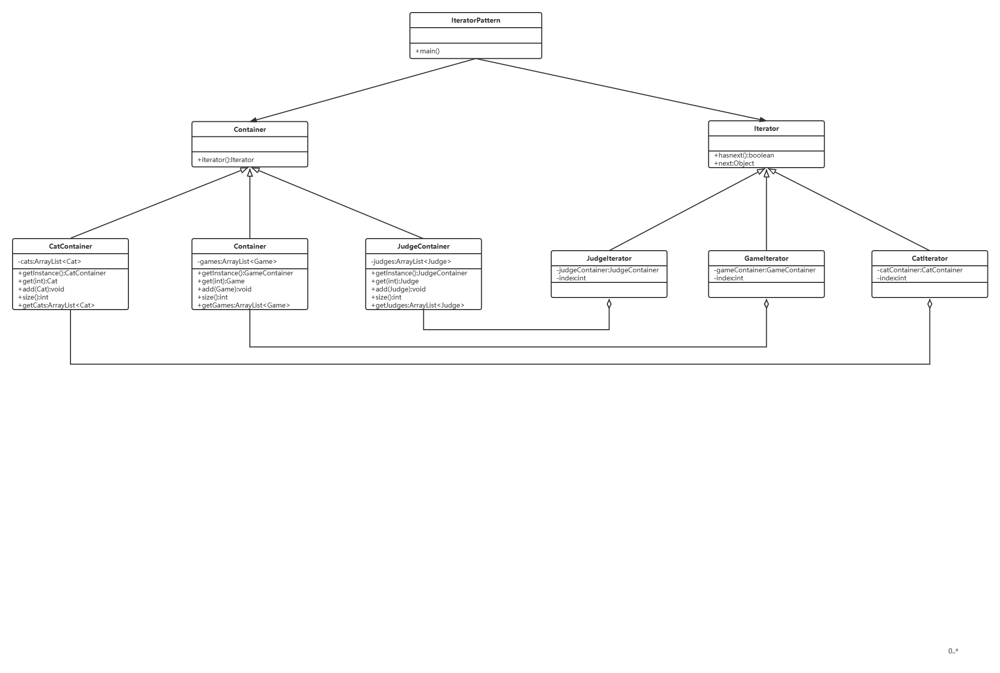 IteratorPattern
+main()
Container
+iterator():Iterator
Iterator
+hasnext():boolean
+next:Object
CatContainer
-cats:ArrayList<Cat>
+getInstance():CatContainer
+get(int):Cat
+add(Cat):void
+size():int
+getCats:ArrayList<Cat>
Container
-games:ArrayList<Game>
+getInstance():GameContainer
+get(int):Game
+add(Game):void
+size():int
+getGames:ArrayList<Game>
JudgeContainer
-judges:ArrayList<Judge>
+getInstance():JudgeContainer
+get(int):Judge
+add(Judge):void
+size():int
+getJudges:ArrayList<Judge>
JudgeIterator
-judgeContainer:JudgeContainer
-index:int
GameIterator
-gameContainer:GameContainer
-index:int
CatIterator
-catContainer:CatContainer
-index:int
0..*